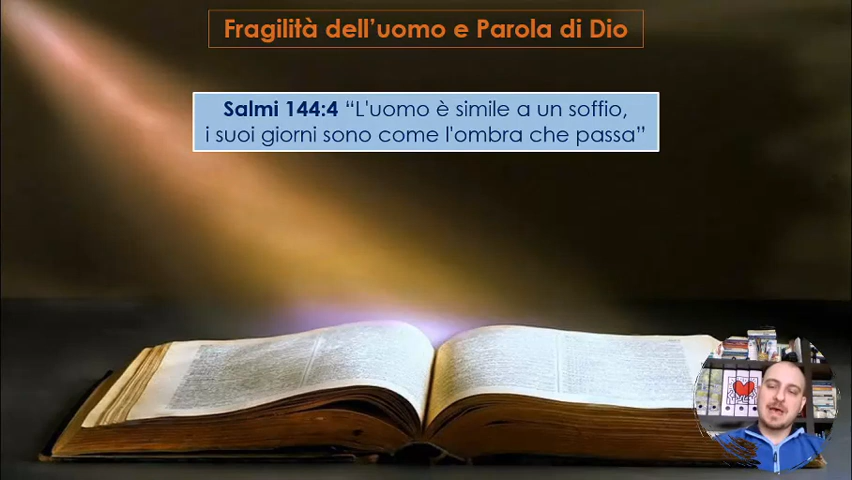 Fragilità dell’uomo e Parola di Dio
Salmi 144:4 “L'uomo è simile a un soffio,
i suoi giorni sono come l'ombra che passa”